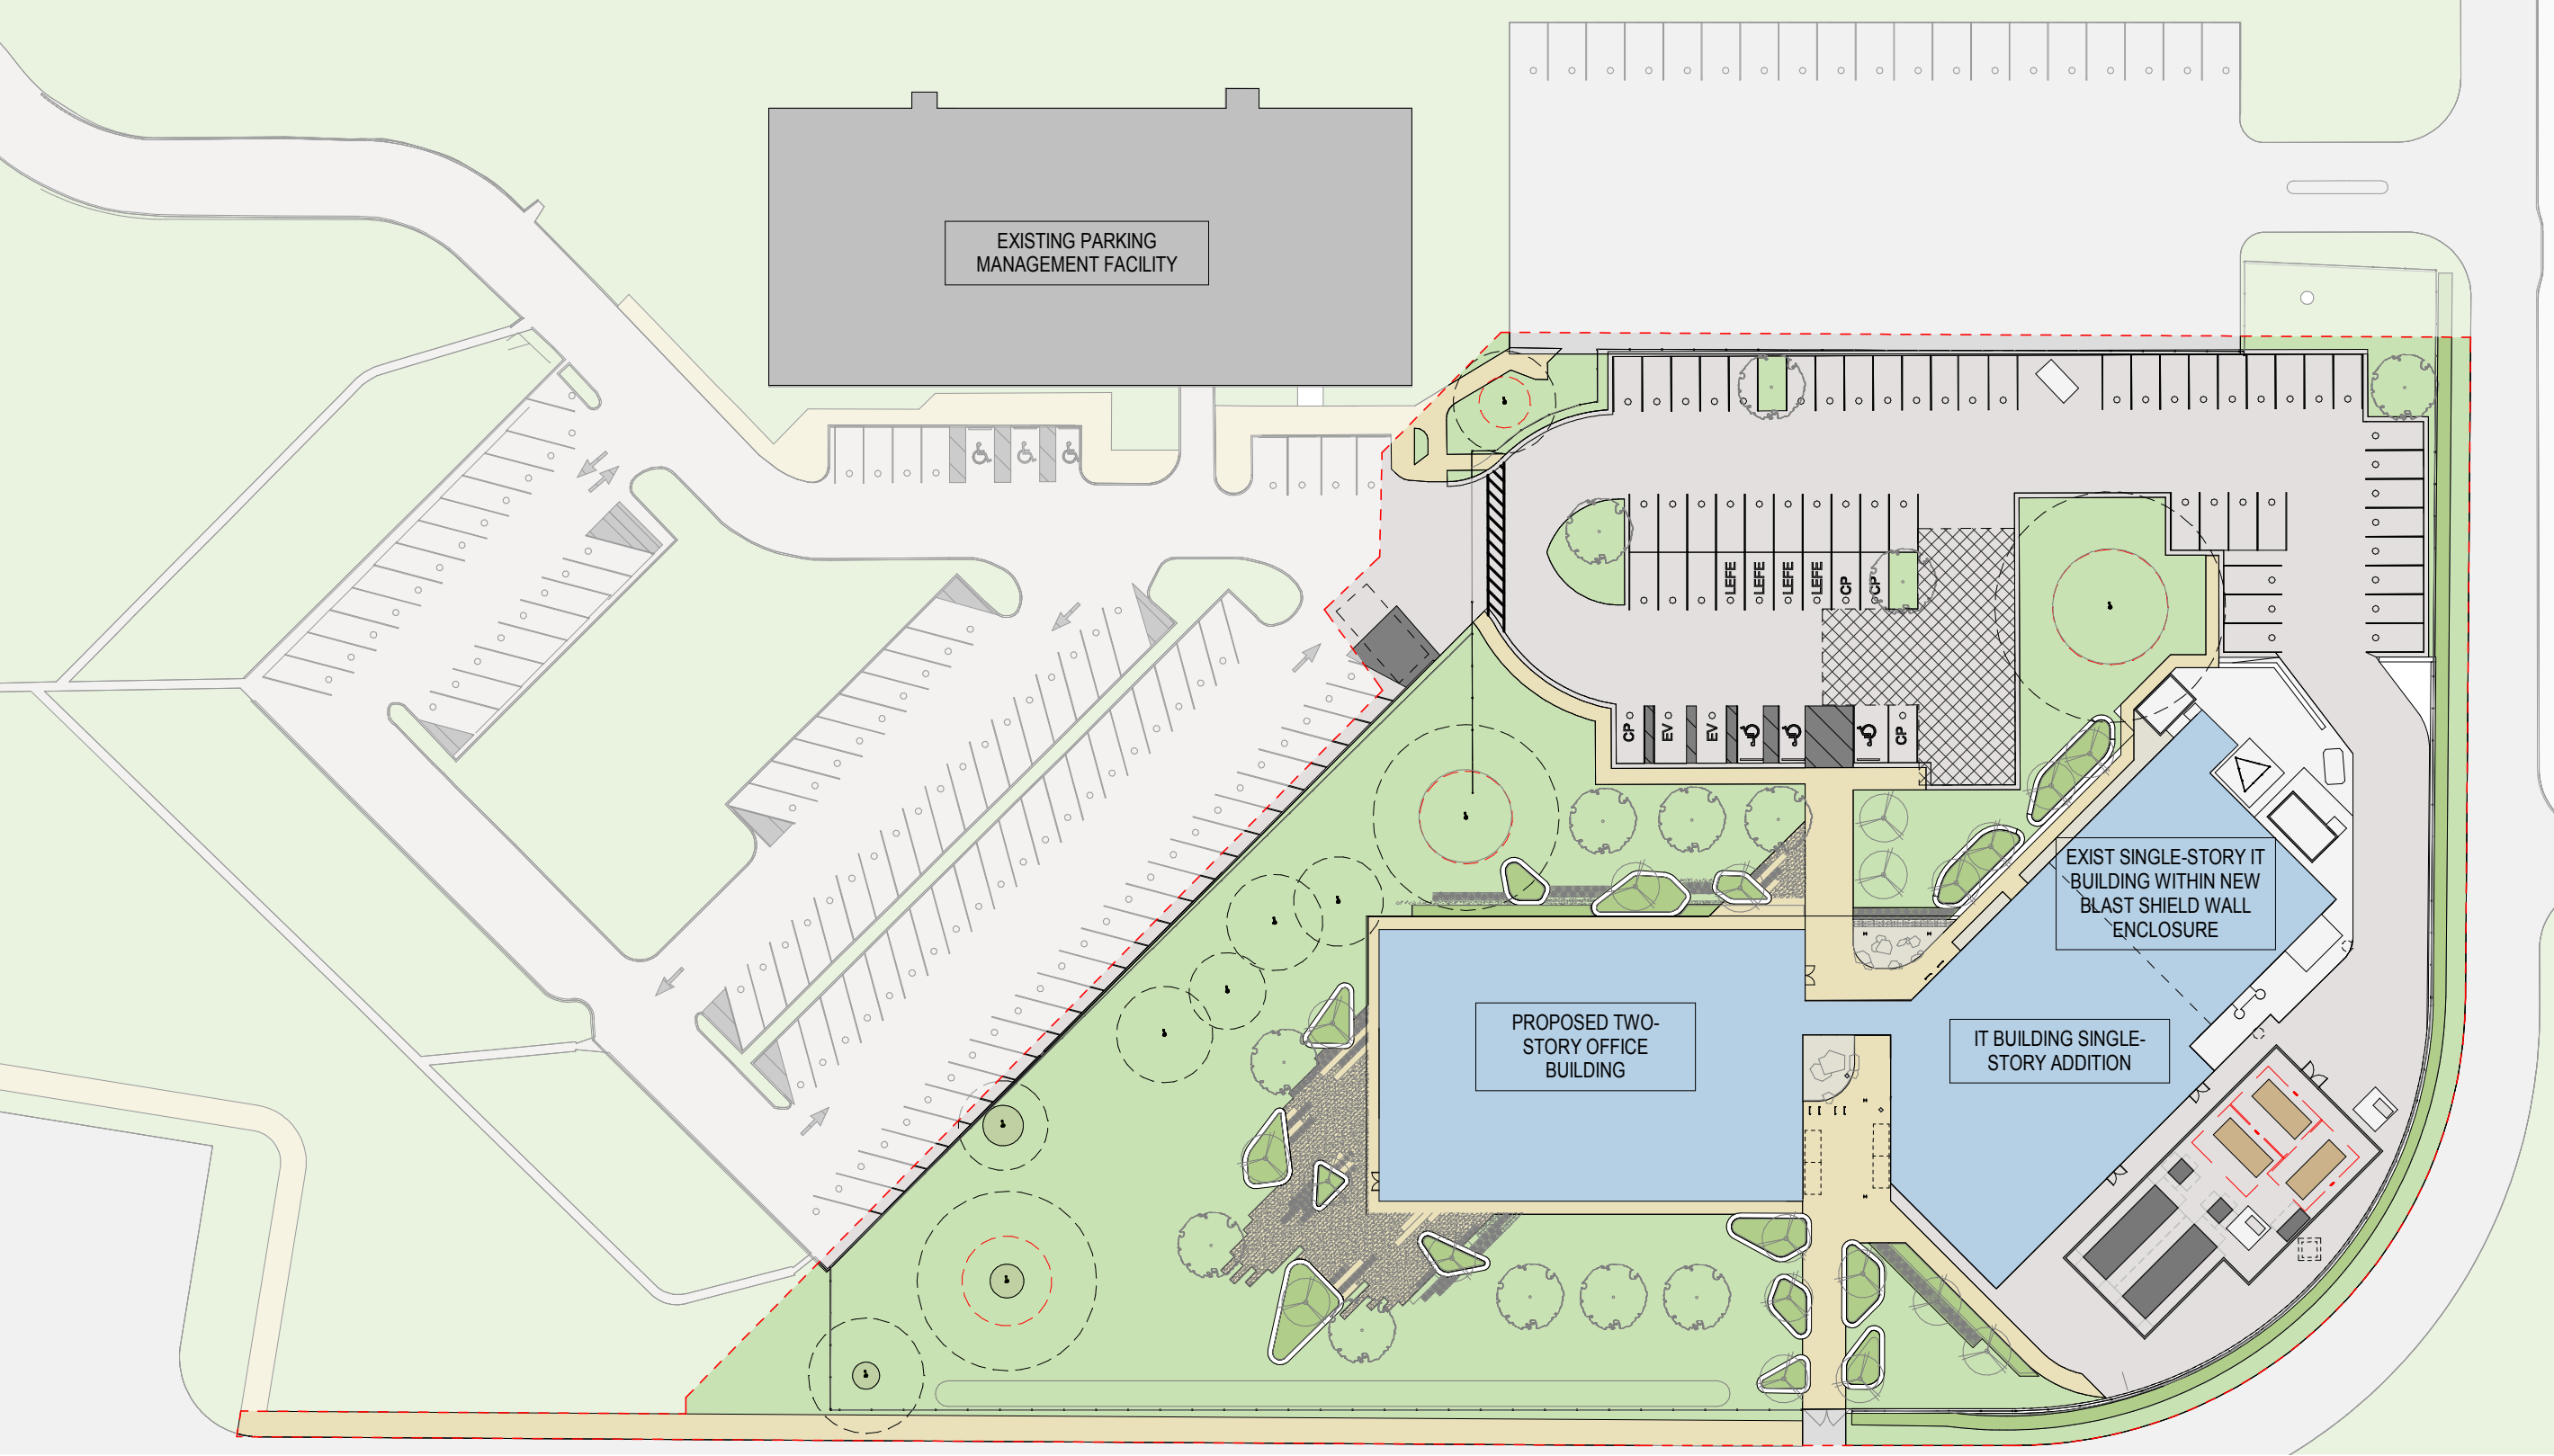 EXISTING PARKING
MANAGEMENT FACILITY
LEFE
LEFE
LEFE
LEFE
CP
CP
CP
EV
EV
CP
EXIST SINGLE-STORY IT
BUILDING WITHIN NEW
BLAST SHIELD WALL
ENCLOSURE
PROPOSED TWO-
STORY OFFICE
BUILDING
IT BUILDING SINGLE-
STORY ADDITION